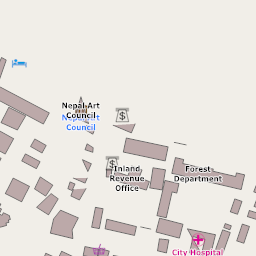 Nepal Art
Council
Nepal Art
Council
Inland
Revenue
Office
Forest
Department
City Hospital